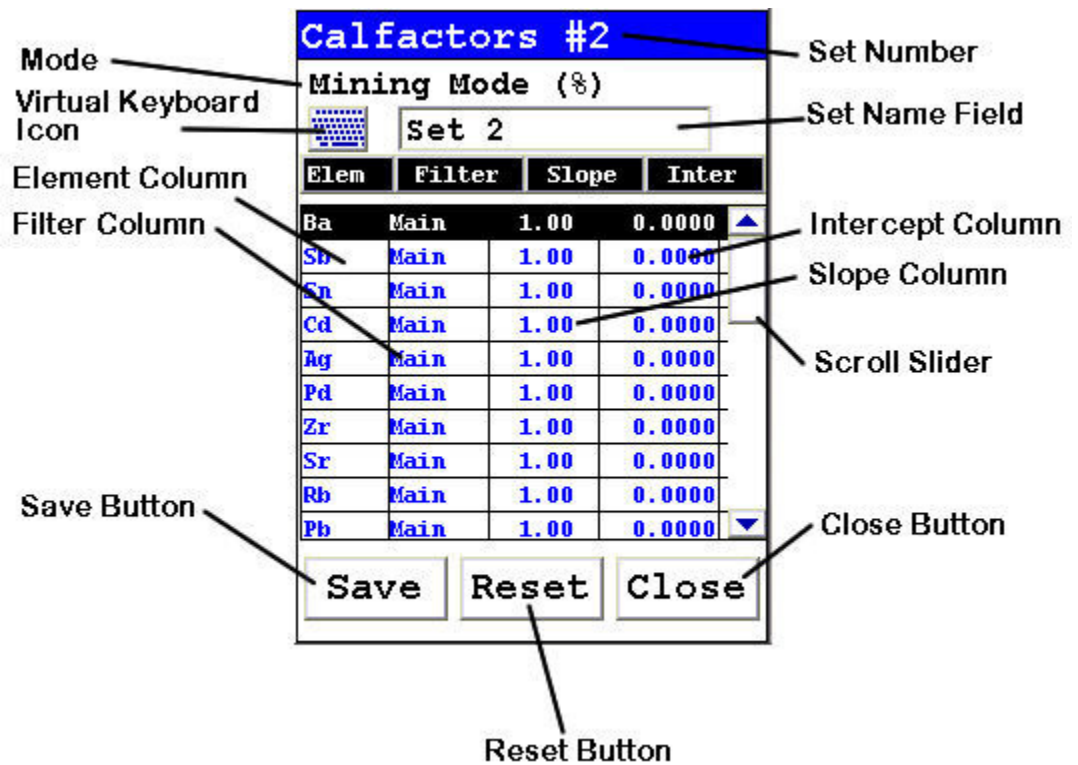 Calfactors #2
Set Number
Mode
Mining Mode (%)
Virtual Keyboard
Icon
Set 2
Set Name Field
Elem Filter Slope Inter
Element Column
Filter Column
Ba Main 1.00 0.0000
Intercept Column
Sb Main 1.00 0.0000
Slope Column
Sn Main 1.00 0.0000
Cd Main 1.00 0.0000
Scroll Slider
Ag Main 1.00 0.0000
Pd Main 1.00 0.0000
Zr Main 1.00 0.0000
Sr Main 1.00 0.0000
Rb Main 1.00 0.0000
Pb Main 1.00 0.0000
Save Button
Close Button
Save Reset Close
Reset Button